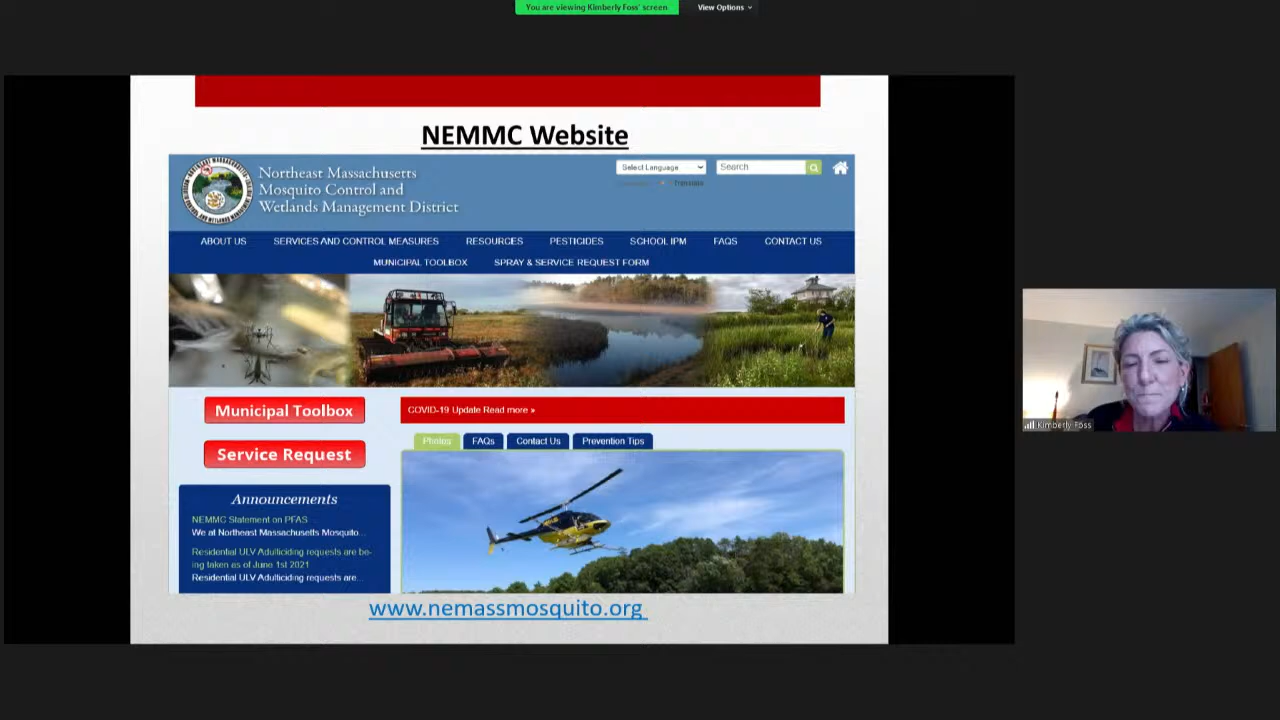 You are viewing Kimberly Foss' screen
View Options
NEMMC Website
Northeast Massachusetts
Mosquito Control and
Wetlands Management District
Select Language
Search
Translate
ABOUT US SERVICES AND CONTROL MEASURES RESOURCES PESTICIDES SCHOOL IPM FAQS CONTACT US
MUNICIPAL TOOLBOX SPRAY & SERVICE REQUEST FORM
Municipal Toolbox
Service Request
COVID-19 Update Read more »
Photos FAQs Contact Us Prevention Tips
Announcements
NEMMC Statement on PFAS
We at Northeast Massachusetts Mosquito...
Residential ULV Adulticiding requests are be-
ing taken as of June 1st 2021
Residential ULV Adulticiding requests are...
www.nemassmosquito.org
Kimberly Foss